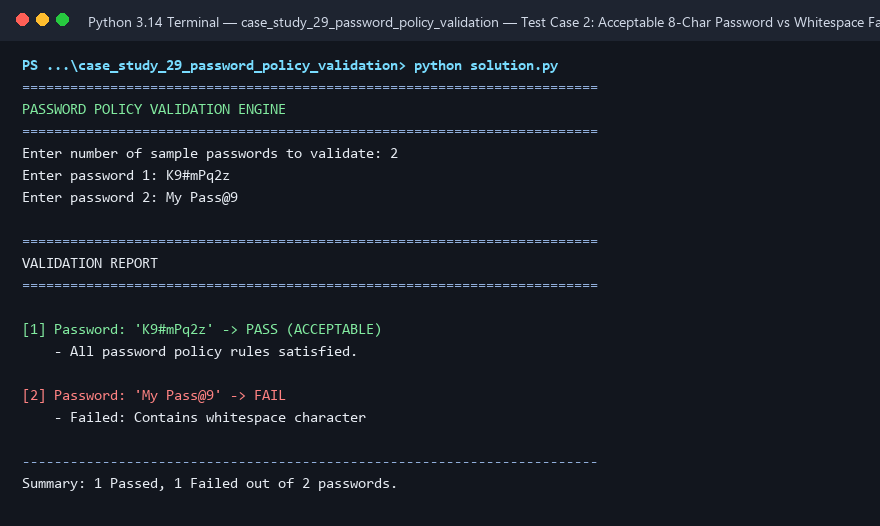 Python 3.14 Terminal — case_study_29_password_policy_validation — Test Case 2: Acceptable 8-Char Password vs Whitespace
PS ...\case_study_29_password_policy_validation> python solution.py
========================================================================
PASSWORD POLICY VALIDATION ENGINE
========================================================================
Enter number of sample passwords to validate: 2
Enter password 1: K9#mPq2z
Enter password 2: My Pass@9
========================================================================
VALIDATION REPORT
========================================================================
[1] Password: 'K9#mPq2z' -> PASS (ACCEPTABLE)
- All password policy rules satisfied.
[2] Password: 'My Pass@9' -> FAIL
- Failed: Contains whitespace character
------------------------------------------------------------------------
Summary: 1 Passed, 1 Failed out of 2 passwords.